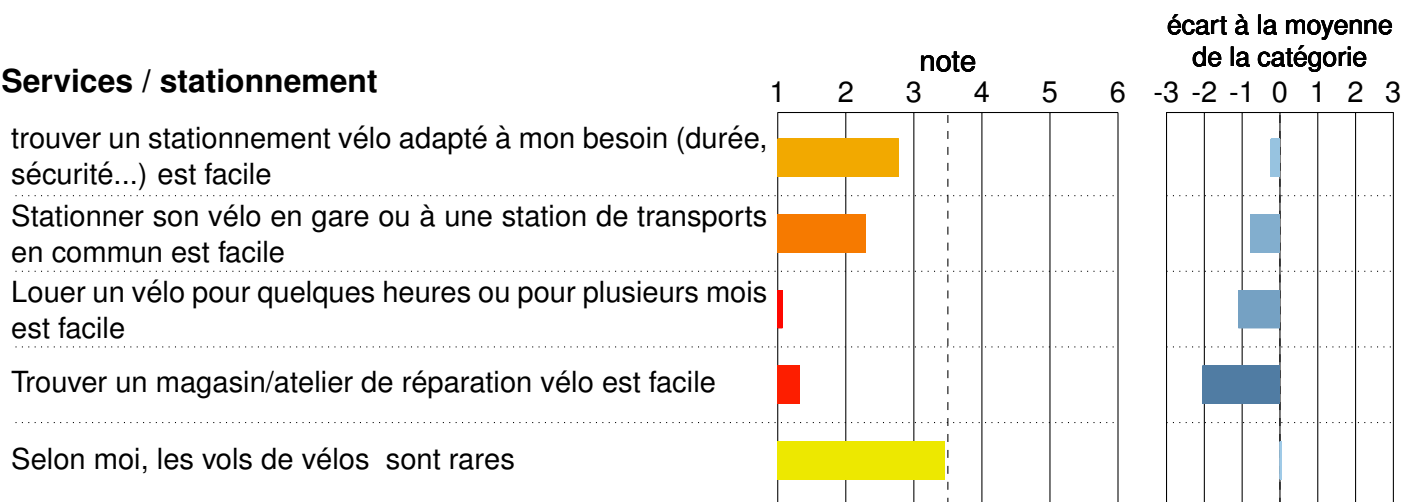 écart à la moyenne
note de la catégorie
Services / stationnement
1 2 3 4 5 6 -3 -2 -1 0 1 2 3
trouver un stationnement vélo adapté à mon besoin (durée,
sécurité...) est facile
Stationner son vélo en gare ou à une station de transports
en commun est facile
Louer un vélo pour quelques heures ou pour plusieurs mois
est facile
Trouver un magasin/atelier de réparation vélo est facile
Selon moi, les vols de vélos  sont rares